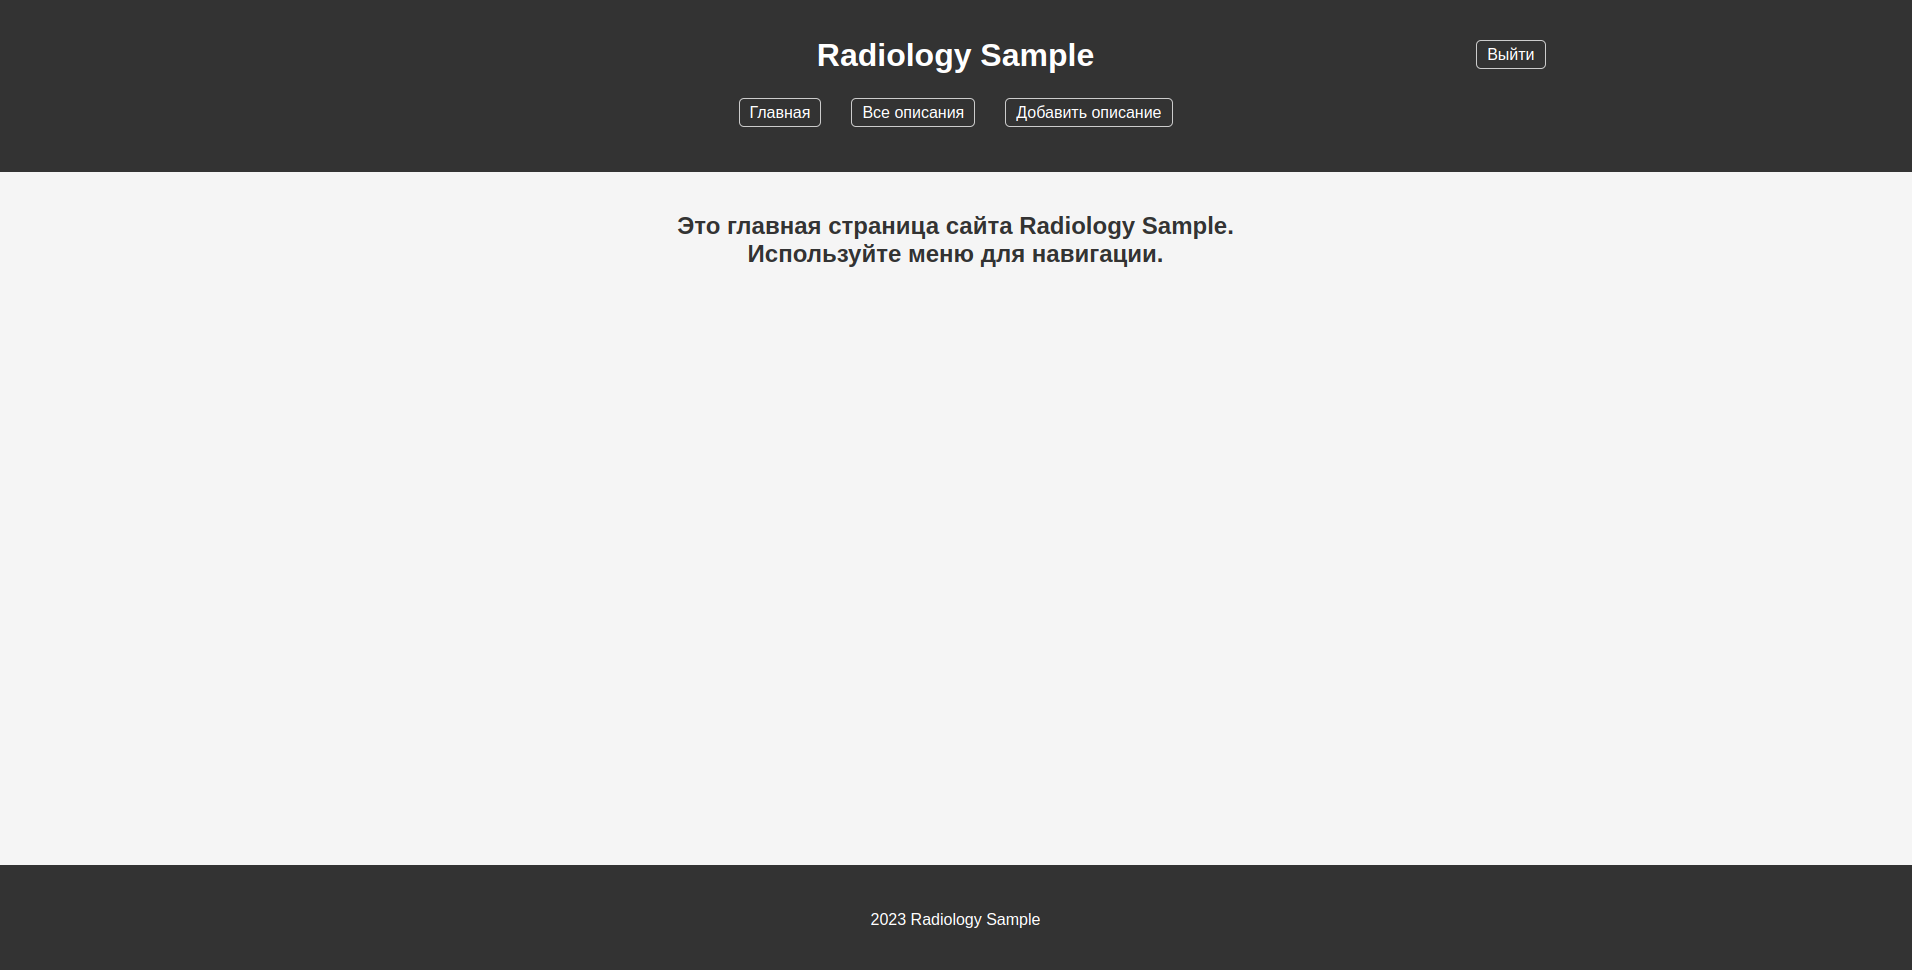 Radiology Sample
Выйти
Главная
Все описания
Добавить описание
Это главная страница сайта Radiology Sample.
Используйте меню для навигации.
2023 Radiology Sample